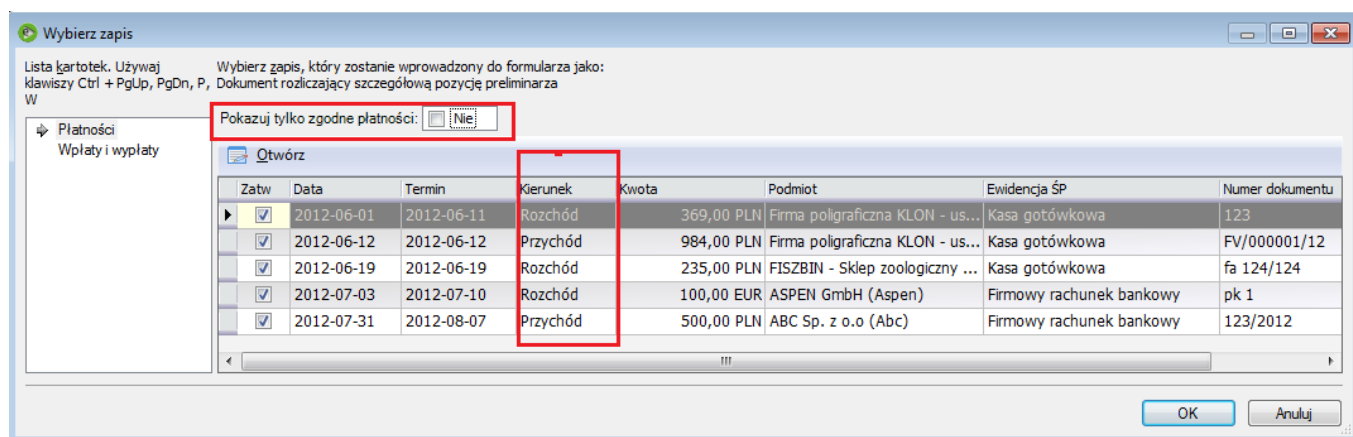 Wybierz zapis
Lista kartotek. Używaj
klawiszy Ctrl + PgUp, PgDn, P,
W
Wybierz zapis, który zostanie wprowadzony do formularza jako:
Dokument rozliczający szczegółową pozycję preliminarza
Płatności
Wpłaty i wypłaty
Pokazuj tylko zgodne płatności: Nie
Otwórz
Zatw Data Termin Kierunek Kwota Podmiot Ewidencja ŚP Numer dokumentu
2012-06-01 2012-06-11 Rozchód 369,00 PLN Firma poligraficzna KLON - us... Kasa gotówkowa 123
2012-06-12 2012-06-12 Przychód 984,00 PLN Firma poligraficzna KLON - us... Kasa gotówkowa FV/000001/12
2012-06-19 2012-06-19 Rozchód 235,00 PLN FISZBIN - Sklep zoologiczny ... Kasa gotówkowa fa 124/124
2012-07-03 2012-07-10 Rozchód 100,00 EUR ASPEN GmbH (Aspen) Firmowy rachunek bankowy pk 1
2012-07-31 2012-08-07 Przychód 500,00 PLN ABC Sp. z o.o (Abc) Firmowy rachunek bankowy 123/2012
OK Anuluj